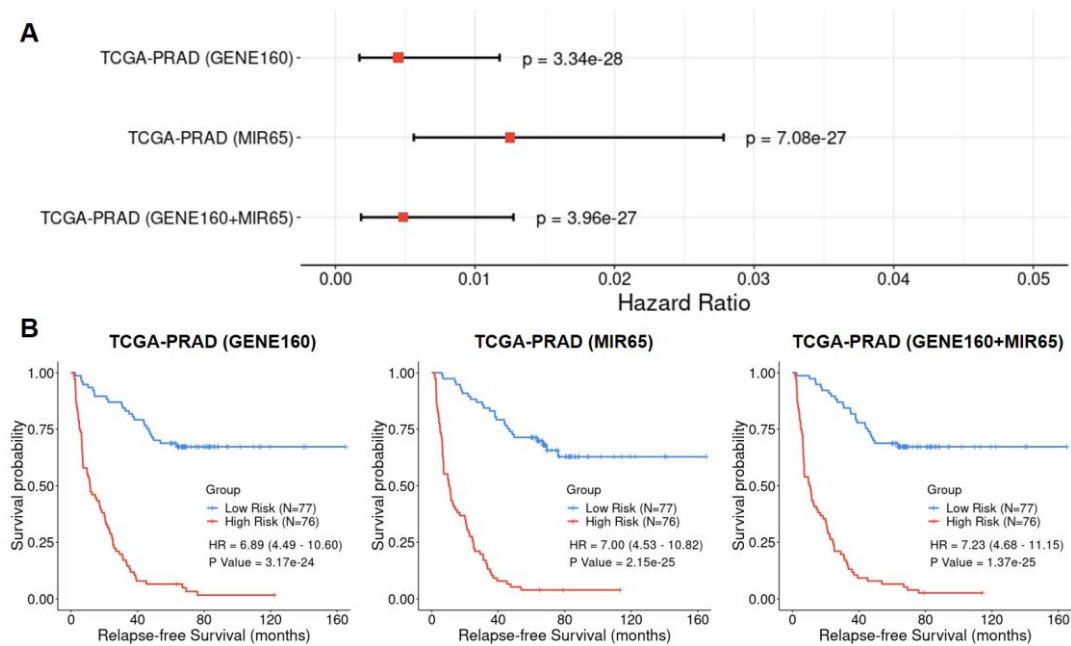 A
TCGA-PRAD (GENE160)
p = 3.34e-28
TCGA-PRAD (MIR65)
p = 7.08e-27
TCGA-PRAD (GENE160+MIR65)
p = 3.96e-27
0.00 0.01 0.02 0.03 0.04 0.05
Hazard Ratio
B
TCGA-PRAD (GENE160)
Survival probability
1.00
0.75
0.50
0.25
0.00
Group
Low Risk (N=77)
High Risk (N=76)
HR = 6.89 (4.49 - 10.60)
P Value = 3.17e-24
0 40 80 120 160
Relapse-free Survival (months)
TCGA-PRAD (MIR65)
Survival probability
1.00
0.75
0.50
0.25
0.00
Group
Low Risk (N=77)
High Risk (N=76)
HR = 7.00 (4.53 - 10.82)
P Value = 2.15e-25
0 40 80 120 160
Relapse-free Survival (months)
TCGA-PRAD (GENE160+MIR65)
Survival probability
1.00
0.75
0.50
0.25
0.00
Group
Low Risk (N=77)
High Risk (N=76)
HR = 7.23 (4.68 - 11.15)
P Value = 1.37e-25
0 40 80 120 160
Relapse-free Survival (months)